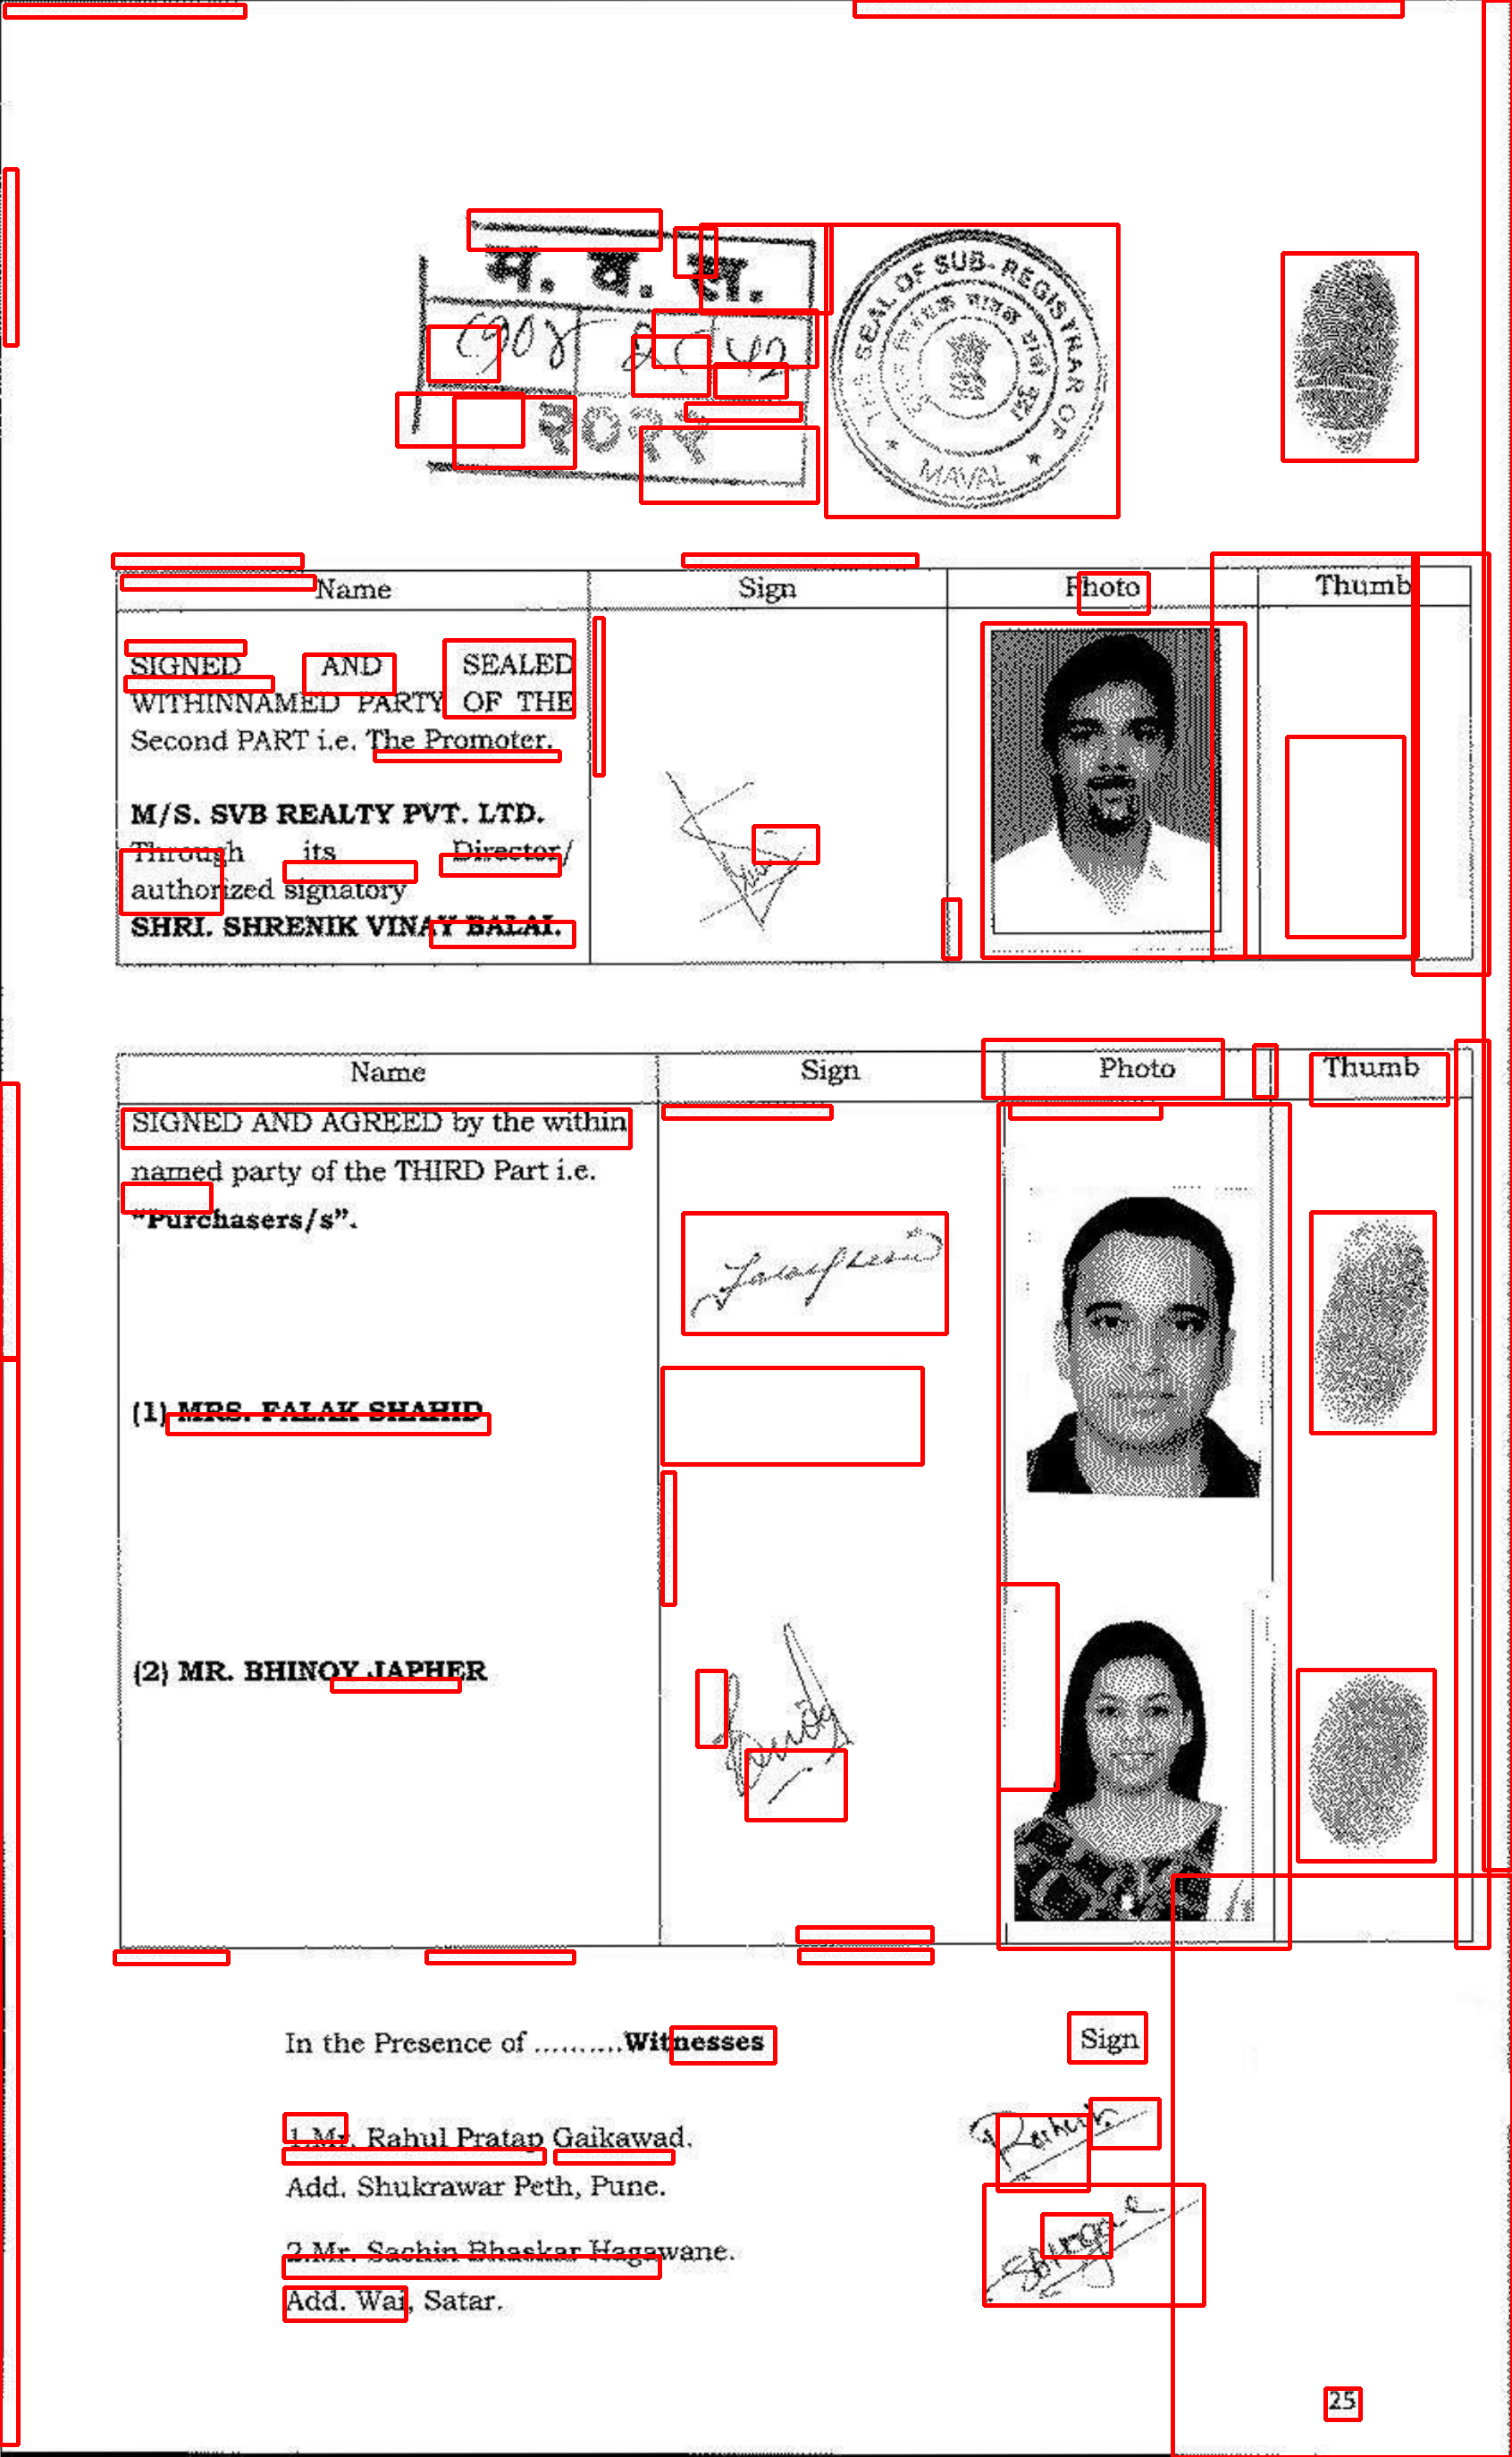 म. व. ल.
८९०४ ४२
२०२२
THE SEAL OF SUB-REGISTRAR OF
MAVAL
Name Sign Photo Thumb
SIGNED AND SEALED
WITHINNAMED PARTY OF THE
Second PART i.e. The Promoter.
M/S. SVB REALTY PVT. LTD.
Through its Director/
authorized signatory
SHRI. SHRENIK VINAY BALAI.
Name Sign Photo Thumb
SIGNED AND AGREED by the within
named party of the THIRD Part i.e.
“Purchasers/s”.
(1) MRS. FALAK SHAHID
(2) MR. BHINOY JAPHER
In the Presence of ..........Witnesses Sign
1.Mr. Rahul Pratap Gaikawad.
Add. Shukrawar Peth, Pune.
2.Mr. Sachin Bhaskar Hagawane.
Add. Wai, Satar.
25